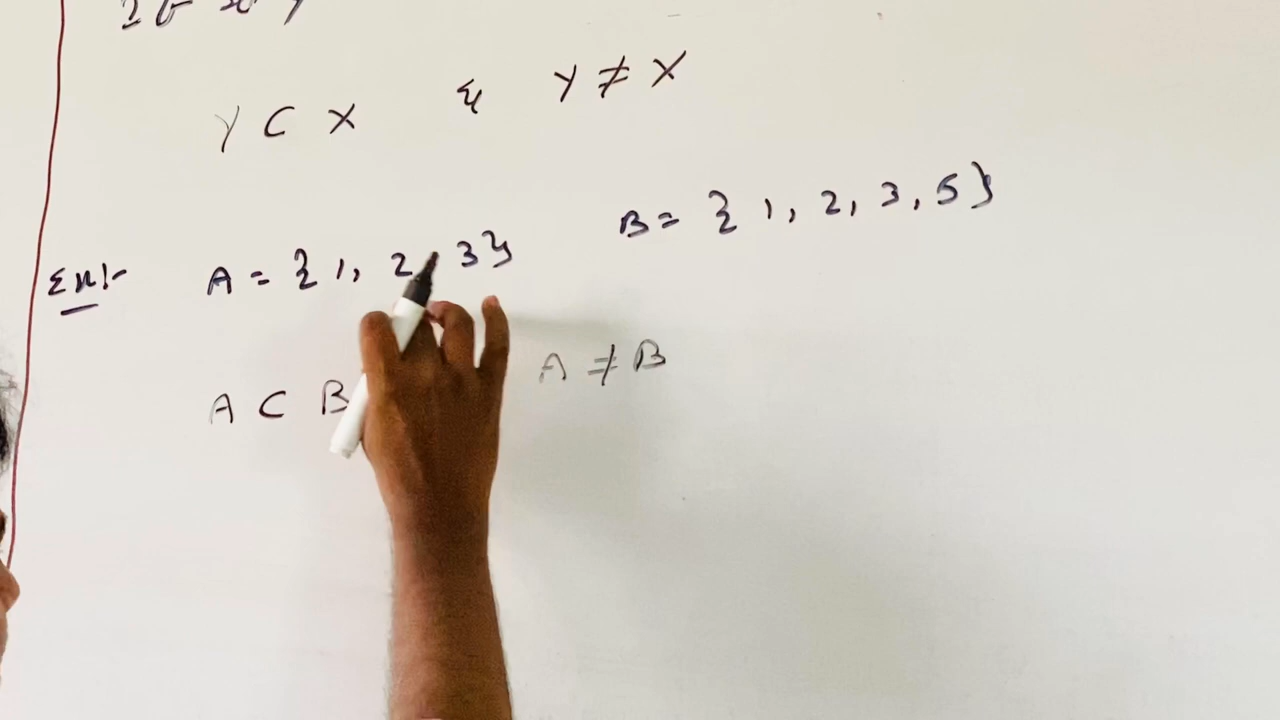 Y ⊂ X & Y ≠ X
Ex:- A = { 1, 2, 3} B = { 1, 2, 3, 5}
A ⊂ B A ≠ B